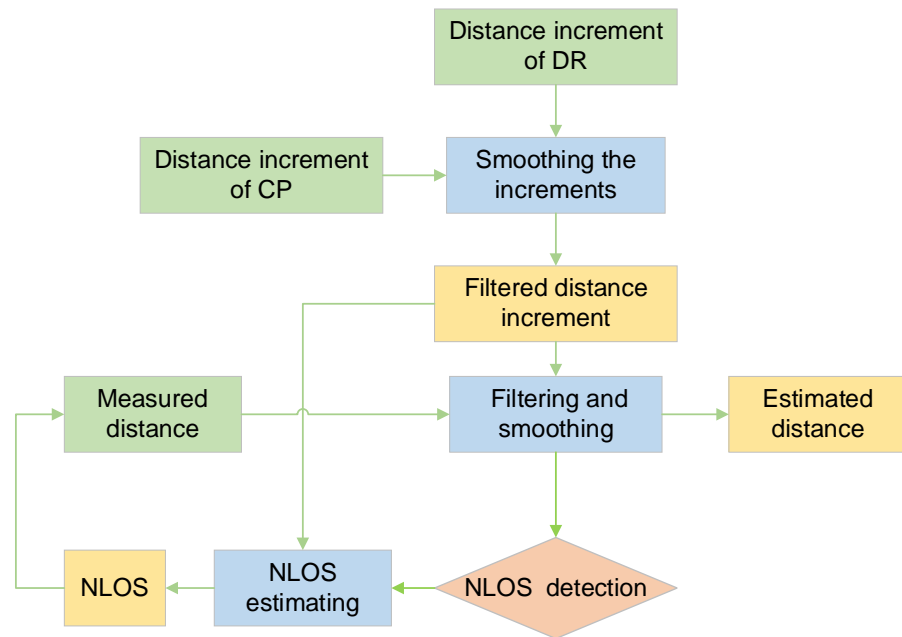 Distance increment
of DR
Distance increment
of CP
Smoothing the
increments
Filtered distance
increment
Measured
distance
Filtering and
smoothing
Estimated
distance
NLOS
NLOS
estimating
NLOS detection